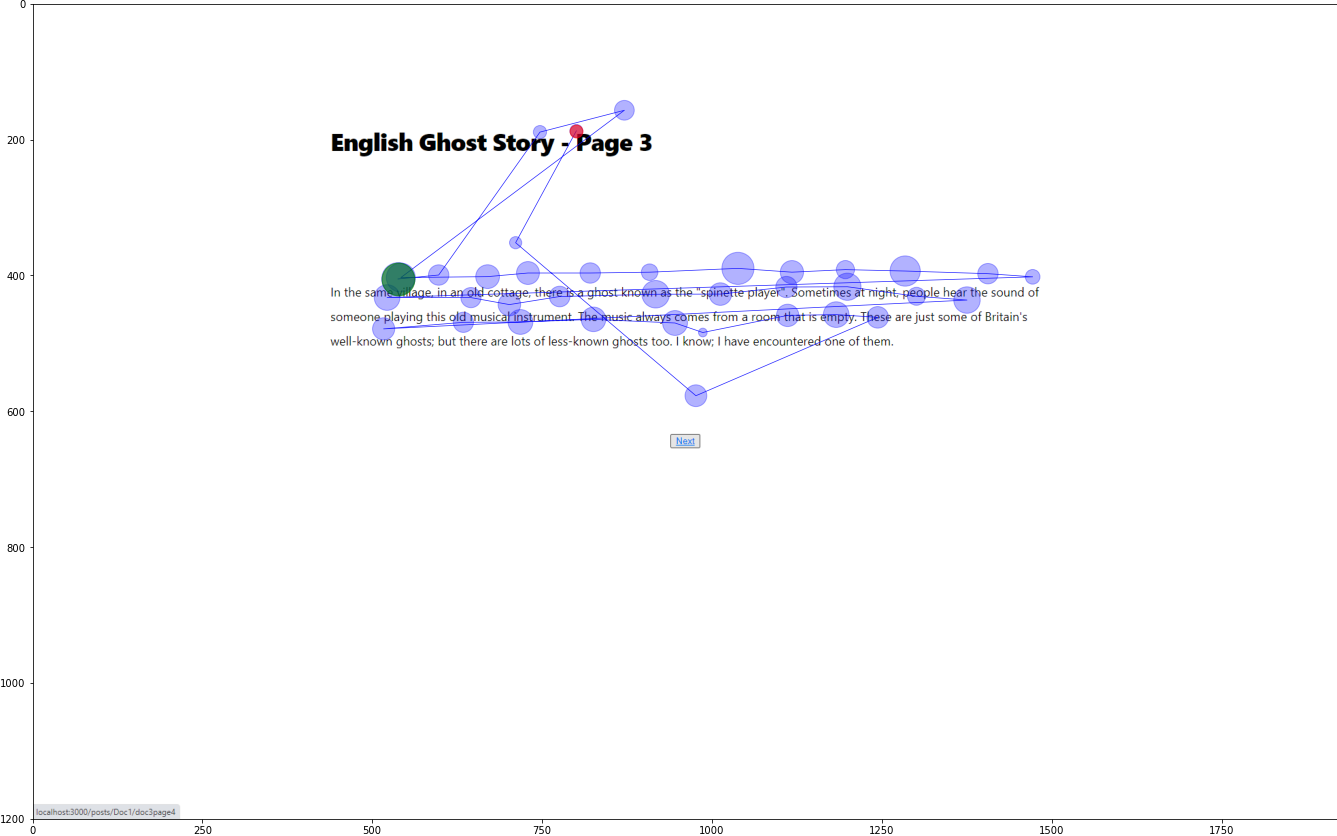 English Ghost Story - Page 3
In the same village, in an old cottage, there is a ghost known as the "spinette player". Sometimes at night, people hear the sound of
someone playing this old musical instrument. The music always comes from a room that is empty. These are just some of Britain's
well-known ghosts; but there are lots of less-known ghosts too. I know; I have encountered one of them.
Next
localhost:3000/posts/Doc1/doc3page4
0
200
400
600
800
1000
1200
0 250 500 750 1000 1250 1500 1750